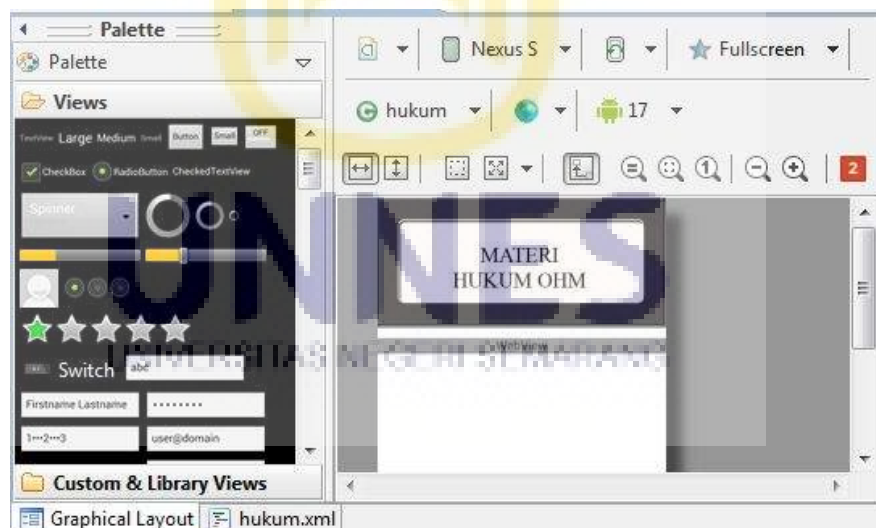 Palette
Palette
Views
TextView Large Medium Small Button Small OFF
CheckBox RadioButton CheckedTextView
Spinner
Switch abc
Firstname Lastname ••••••••
1•••2•••3 user@domain
Custom & Library Views
Graphical Layout hukum.xml
Nexus S Fullscreen
hukum 17
2
MATERI
HUKUM OHM
WebView
UNNES
UNIVERSITAS NEGERI SEMARANG